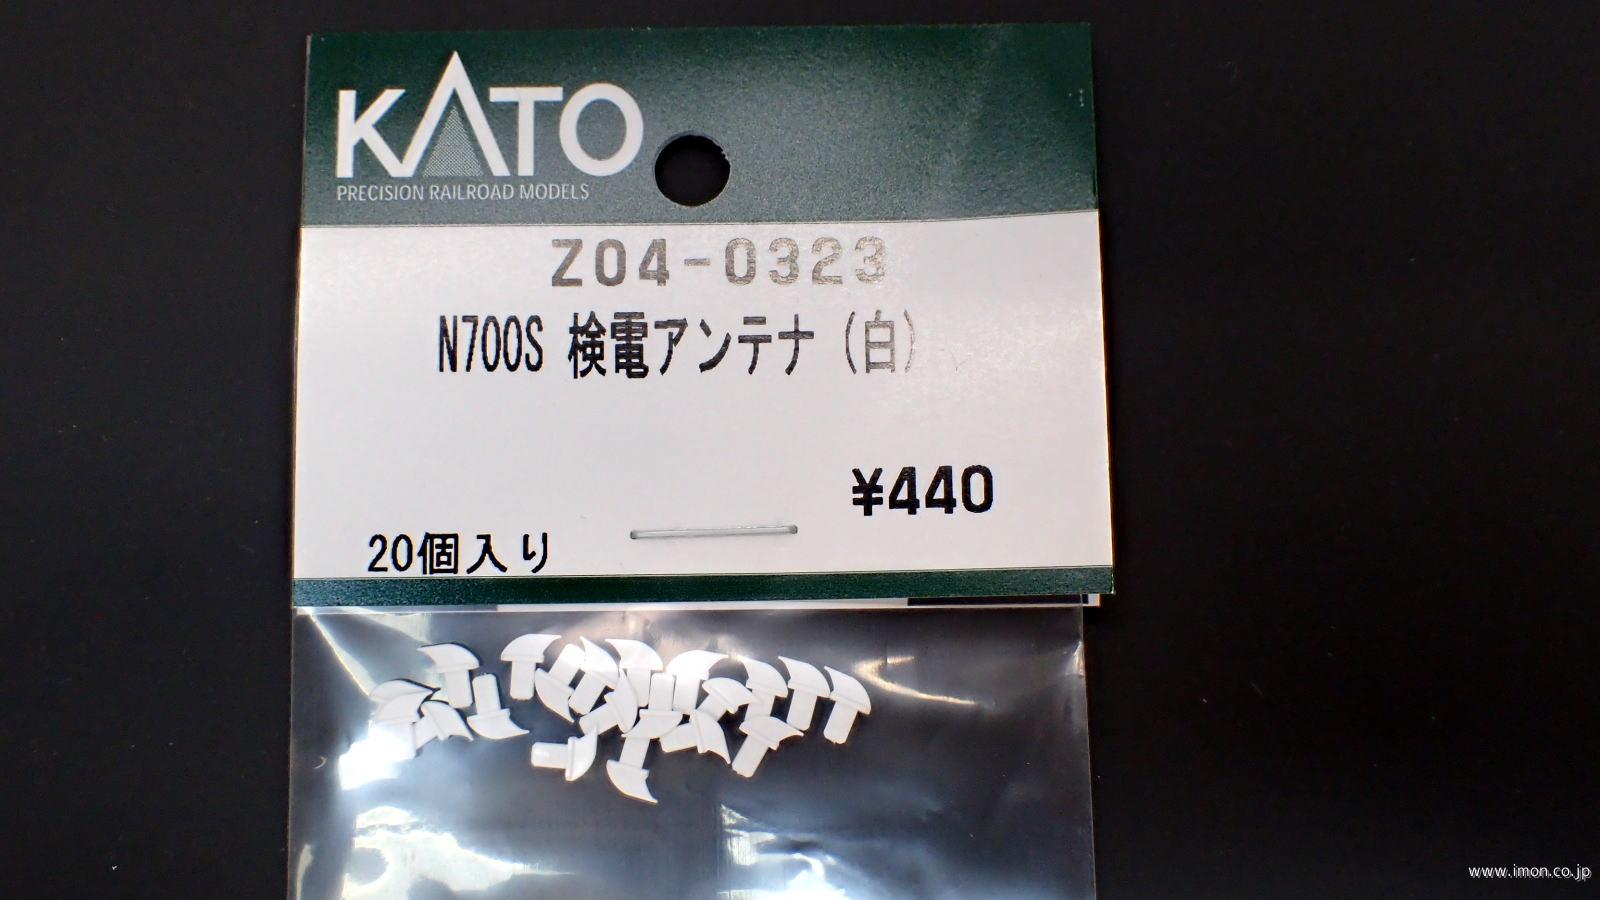 KATO
PRECISION RAILROAD MODELS
Z04-0323
N700S 検電アンテナ（白）
¥440
20個入り
www.imon.co.jp